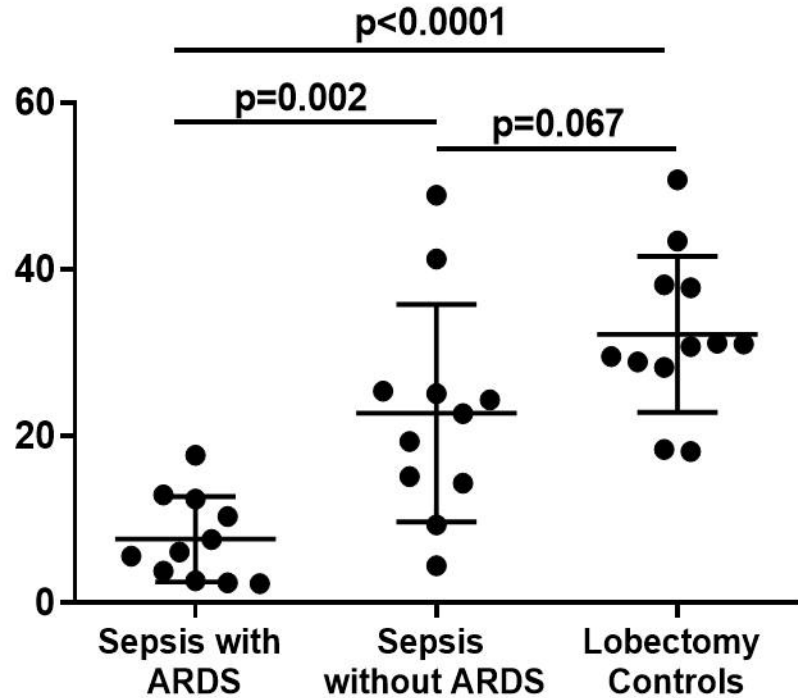 p<0.0001
p=0.002
p=0.067
60
40
20
0
Sepsis with
ARDS
Sepsis
without ARDS
Lobectomy
Controls